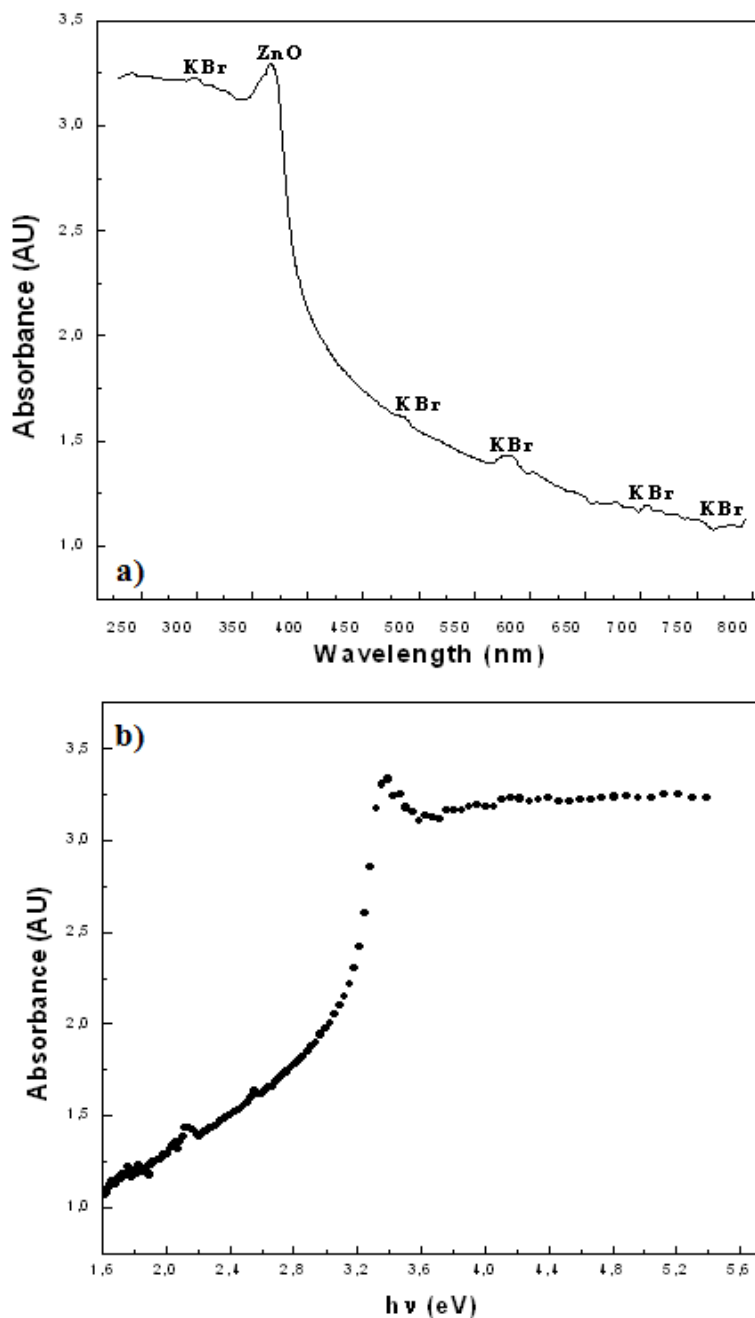 3,5
ZnO
KBr
3,0
2,5
2,0
KBr
1,5
KBr
KBr KBr
1,0
a)
Absorbance (AU)
250 300 350 400 450 500 550 600 650 700 750 800
Wavelength (nm)
b)
3,5
3,0
2,5
2,0
1,5
1,0
Absorbance (AU)
1,6 2,0 2,4 2,8 3,2 3,6 4,0 4,4 4,8 5,2 5,6
hν (eV)